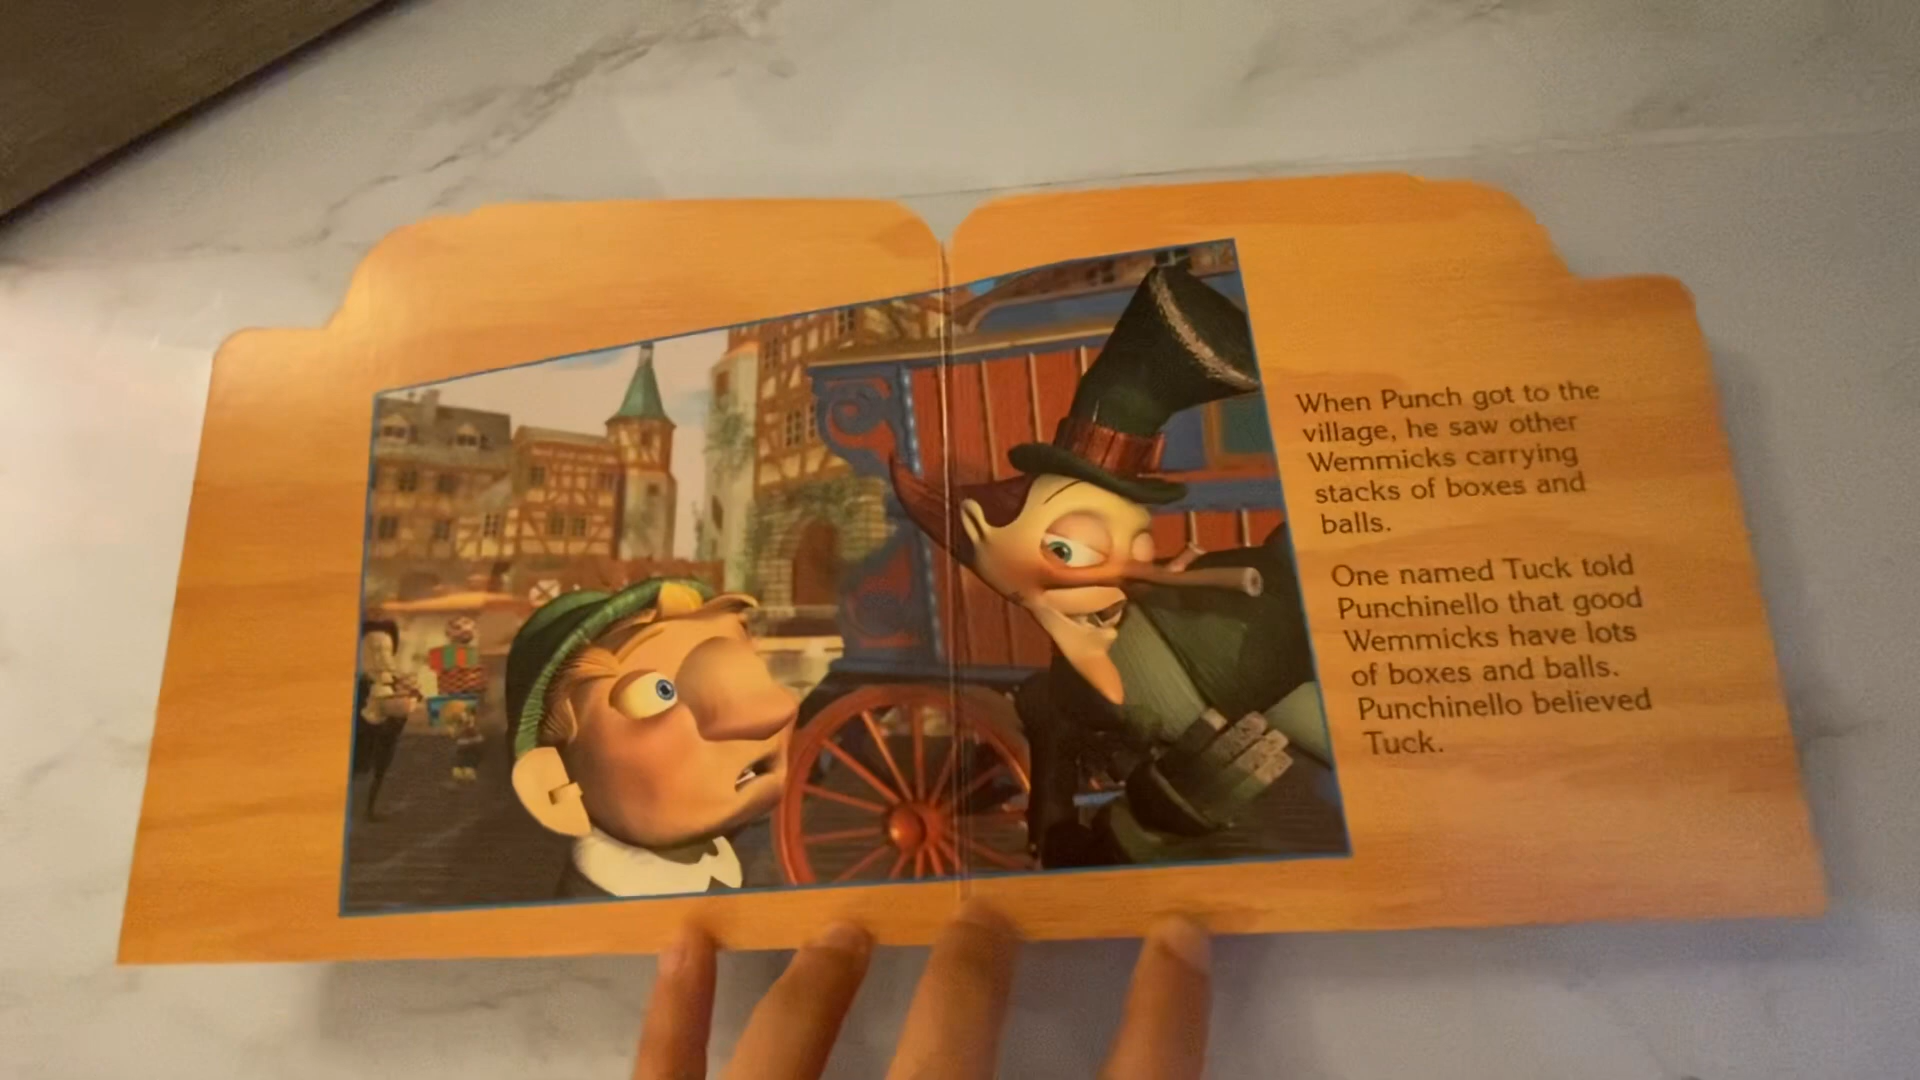 When Punch got to the
village, he saw other
Wemmicks carrying
stacks of boxes and
balls.
One named Tuck told
Punchinello that good
Wemmicks have lots
of boxes and balls.
Punchinello believed
Tuck.